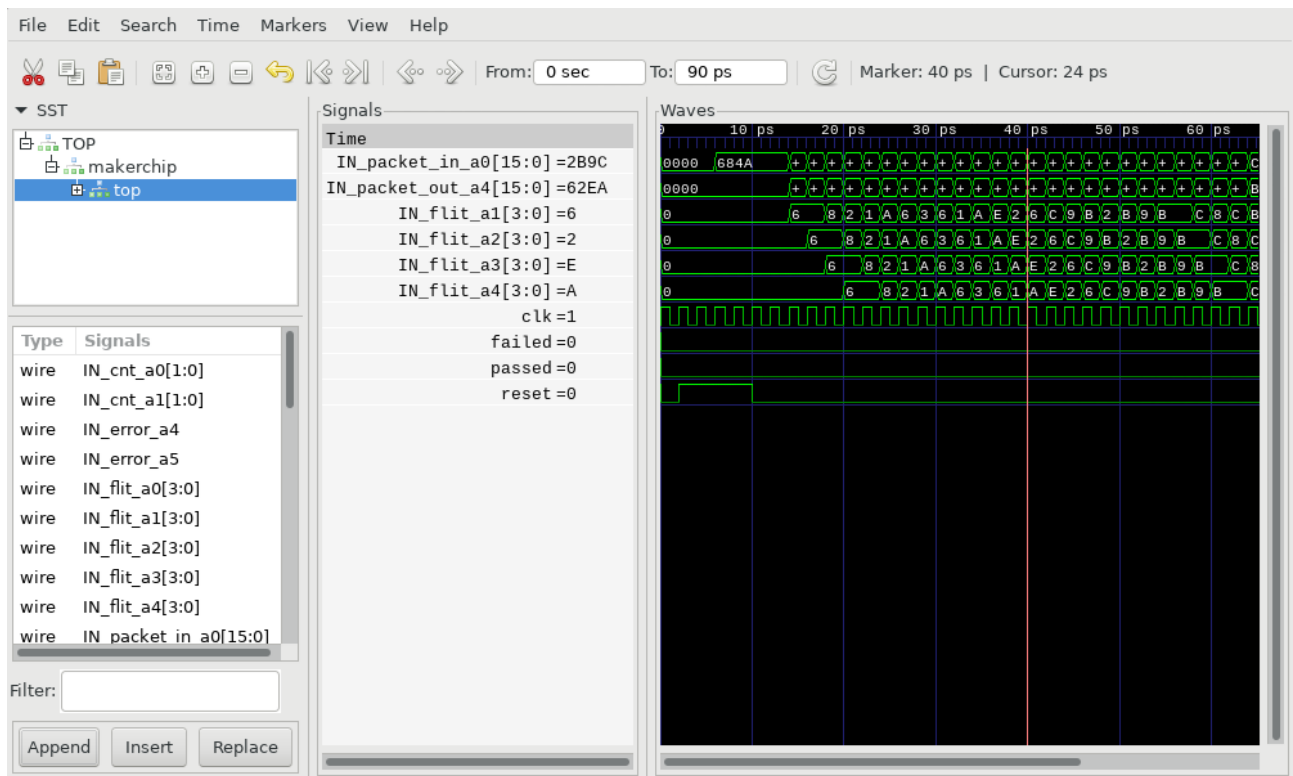 File Edit Search Time Markers View Help
From: 0 sec To: 90 ps Marker: 40 ps | Cursor: 24 ps
SST
TOP
makerchip
top
Type Signals
wire IN_cnt_a0[1:0]
wire IN_cnt_a1[1:0]
wire IN_error_a4
wire IN_error_a5
wire IN_flit_a0[3:0]
wire IN_flit_a1[3:0]
wire IN_flit_a2[3:0]
wire IN_flit_a3[3:0]
wire IN_flit_a4[3:0]
wire IN_packet_in_a0[15:0]
Filter:
Append Insert Replace
Signals
Time
IN_packet_in_a0[15:0] =2B9C
IN_packet_out_a4[15:0] =62EA
IN_flit_a1[3:0] =6
IN_flit_a2[3:0] =2
IN_flit_a3[3:0] =E
IN_flit_a4[3:0] =A
clk =1
failed =0
passed =0
reset =0
Waves
10 ps 20 ps 30 ps 40 ps 50 ps 60 ps
0000 684A + + + + + + + + + + + + + + + + + + + + + + + + + C
0000 + + + + + + + + + + + + + + + + + + + + + + + + + B
0 6 8 2 1 A 6 3 6 1 A E 2 6 C 9 B 2 B 9 B C 8 C B
0 6 8 2 1 A 6 3 6 1 A E 2 6 C 9 B 2 B 9 B C 8 C
0 6 8 2 1 A 6 3 6 1 A E 2 6 C 9 B 2 B 9 B C 8
0 6 8 2 1 A 6 3 6 1 A E 2 6 C 9 B 2 B 9 B C